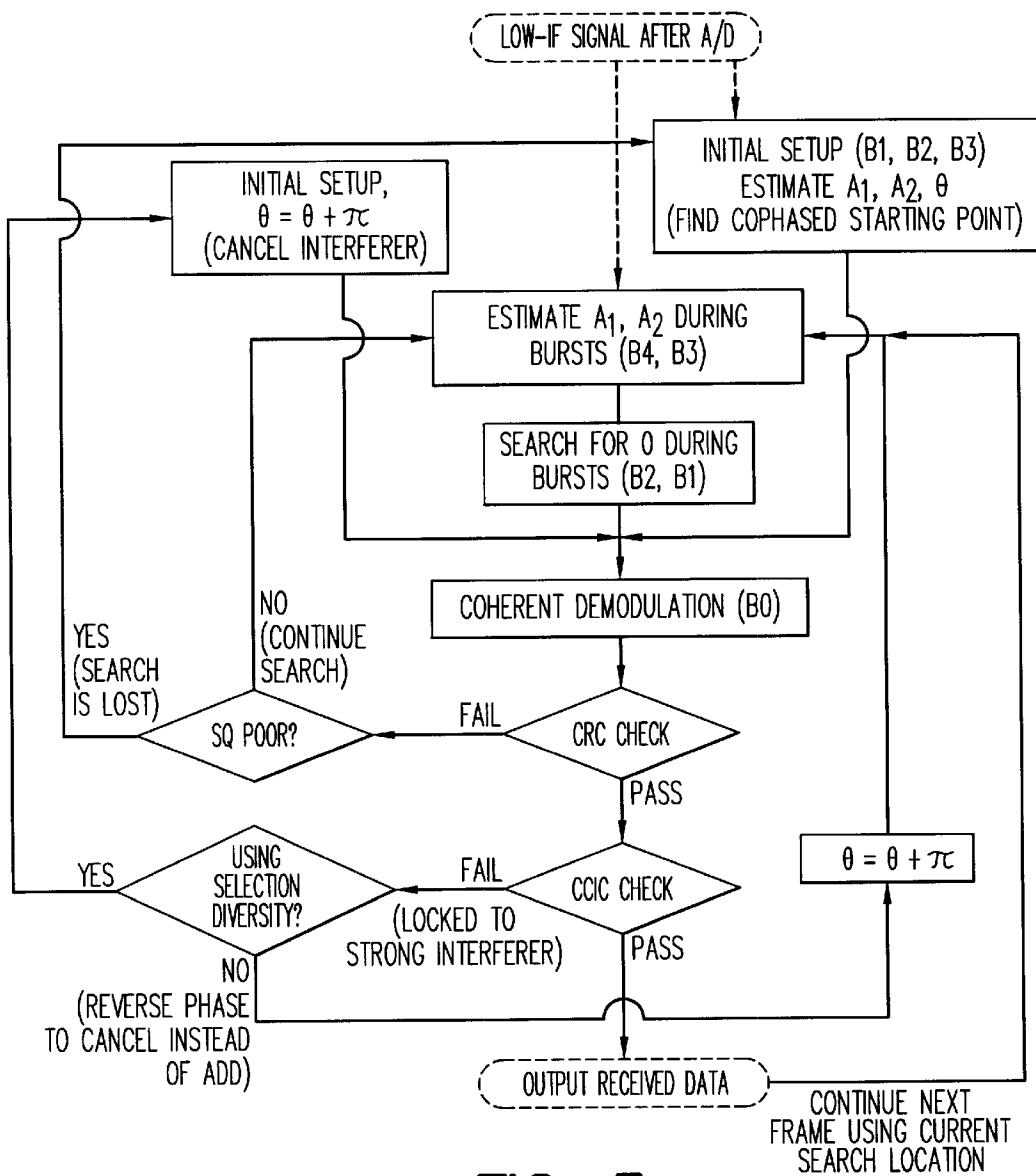 LOW-IF SIGNAL AFTER A/D
INITIAL SETUP (B1, B2, B3)
ESTIMATE A1, A2, θ
(FIND COPHASED STARTING POINT)
INITIAL SETUP,
θ = θ + π
(CANCEL INTERFERER)
ESTIMATE A1, A2 DURING
BURSTS (B4, B3)
SEARCH FOR 0 DURING
BURSTS (B2, B1)
COHERENT DEMODULATION (B0)
NO
(CONTINUE
SEARCH)
YES
(SEARCH
IS LOST)
SQ POOR?
FAIL
CRC CHECK
PASS
θ = θ + π
YES
USING
SELECTION
DIVERSITY?
FAIL
(LOCKED TO
STRONG INTERFERER)
CCIC CHECK
PASS
NO
(REVERSE PHASE
TO CANCEL INSTEAD
OF ADD)
OUTPUT RECEIVED DATA
CONTINUE NEXT
FRAME USING CURRENT
SEARCH LOCATION